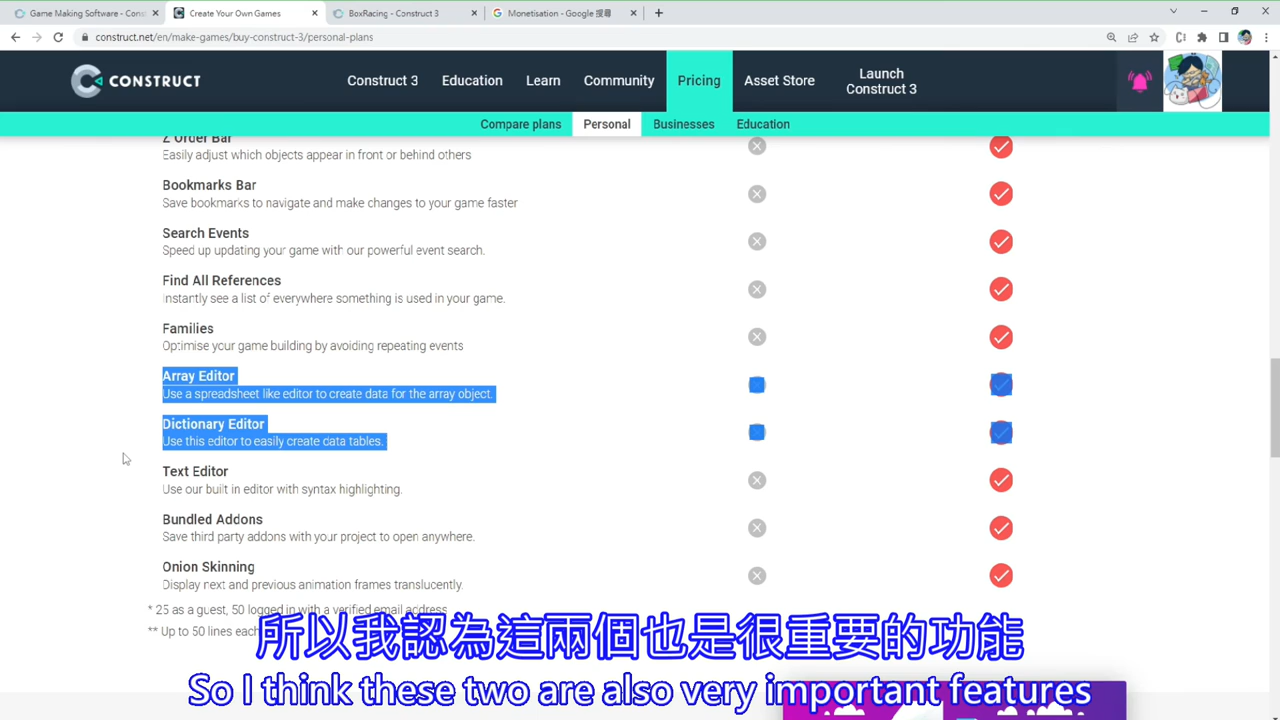 Game Making Software - Cons
Create Your Own Games
BoxRacing - Construct 3
Monetisation - Google 搜尋
construct.net/en/make-games/buy-construct-3/personal-plans
CONSTRUCT
Construct 3
Education
Learn
Community
Pricing
Asset Store
Launch
Construct 3
Compare plans
Personal
Businesses
Education
Z Order Bar
Easily adjust which objects appear in front or behind others
Bookmarks Bar
Save bookmarks to navigate and make changes to your game faster
Search Events
Speed up updating your game with our powerful event search.
Find All References
Instantly see a list of everywhere something is used in your game.
Families
Optimise your game building by avoiding repeating events
Array Editor
Use a spreadsheet like editor to create data for the array object.
Dictionary Editor
Use this editor to easily create data tables.
Text Editor
Use our built in editor with syntax highlighting.
Bundled Addons
Save third party addons with your project to open anywhere.
Onion Skinning
Display next and previous animation frames translucently.
* 25 as a guest, 50 logged in with a verified email address
** Up to 50 lines each
所以我認為這兩個也是很重要的功能
So I think these two are also very important features